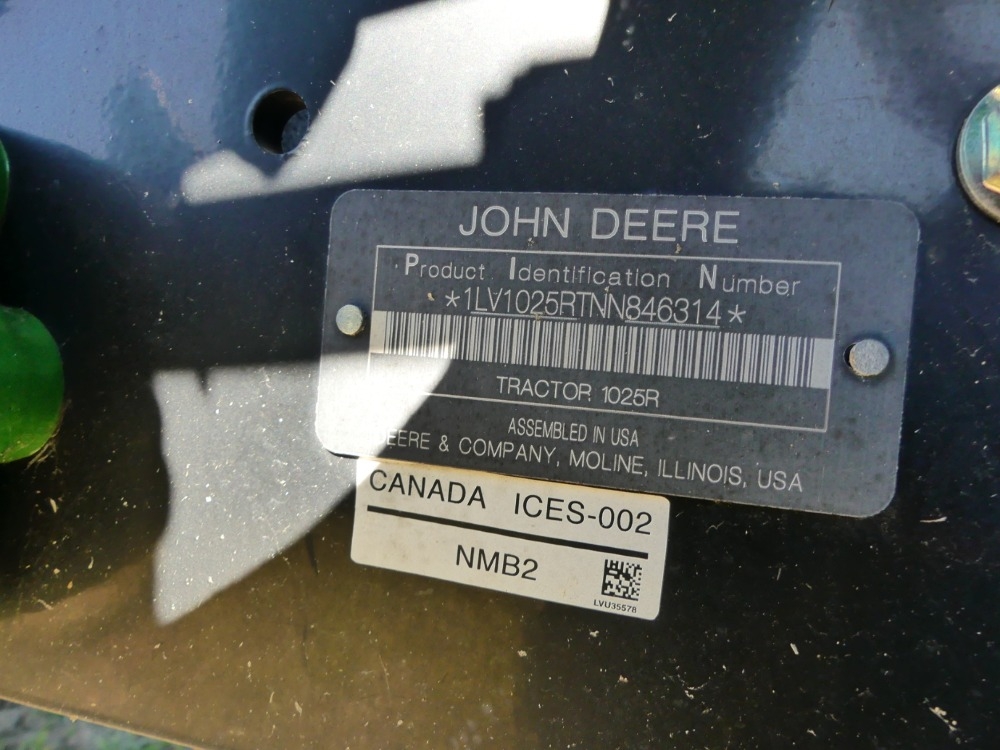 JOHN DEERE
Product Identification Number
*1LV1025RTNN846314*
TRACTOR 1025R
ASSEMBLED IN USA
DEERE & COMPANY, MOLINE, ILLINOIS, USA
CANADA ICES-002
NMB2
LVU35578